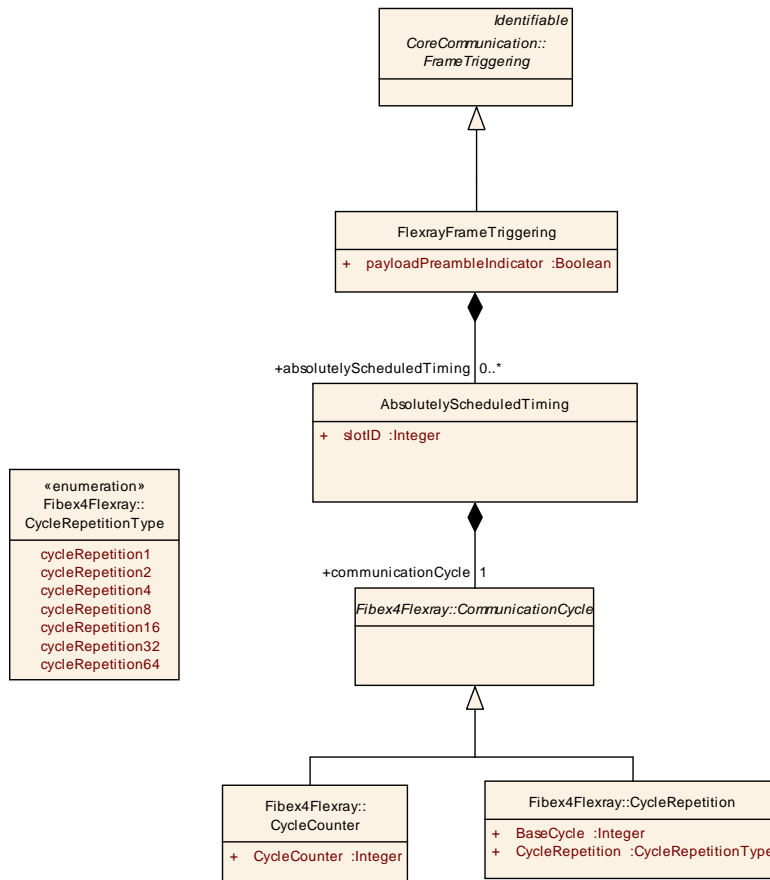 Identifiable
CoreCommunication::
FrameTriggering
FlexrayFrameTriggering
+ payloadPreambleIndicator :Boolean
+absolutelyScheduledTiming 0..*
AbsolutelyScheduledTiming
+ slotID :Integer
«enumeration»
Fibex4Flexray::
CycleRepetitionType
cycleRepetition1
cycleRepetition2
cycleRepetition4
cycleRepetition8
cycleRepetition16
cycleRepetition32
cycleRepetition64
+communicationCycle 1
Fibex4Flexray::CommunicationCycle
Fibex4Flexray::
CycleCounter
+ CycleCounter :Integer
Fibex4Flexray::CycleRepetition
+ BaseCycle :Integer
+ CycleRepetition :CycleRepetitionType